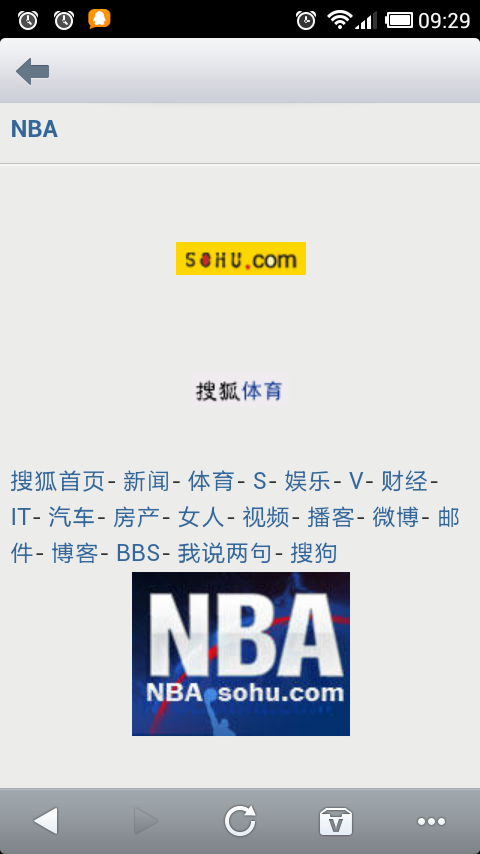 09:29
NBA
SOHU.com
搜狐体育
搜狐首页- 新闻- 体育- S- 娱乐- V- 财经-
IT- 汽车- 房产- 女人- 视频- 播客- 微博- 邮
件- 博客- BBS- 我说两句- 搜狗
NBA
NBA.sohu.com